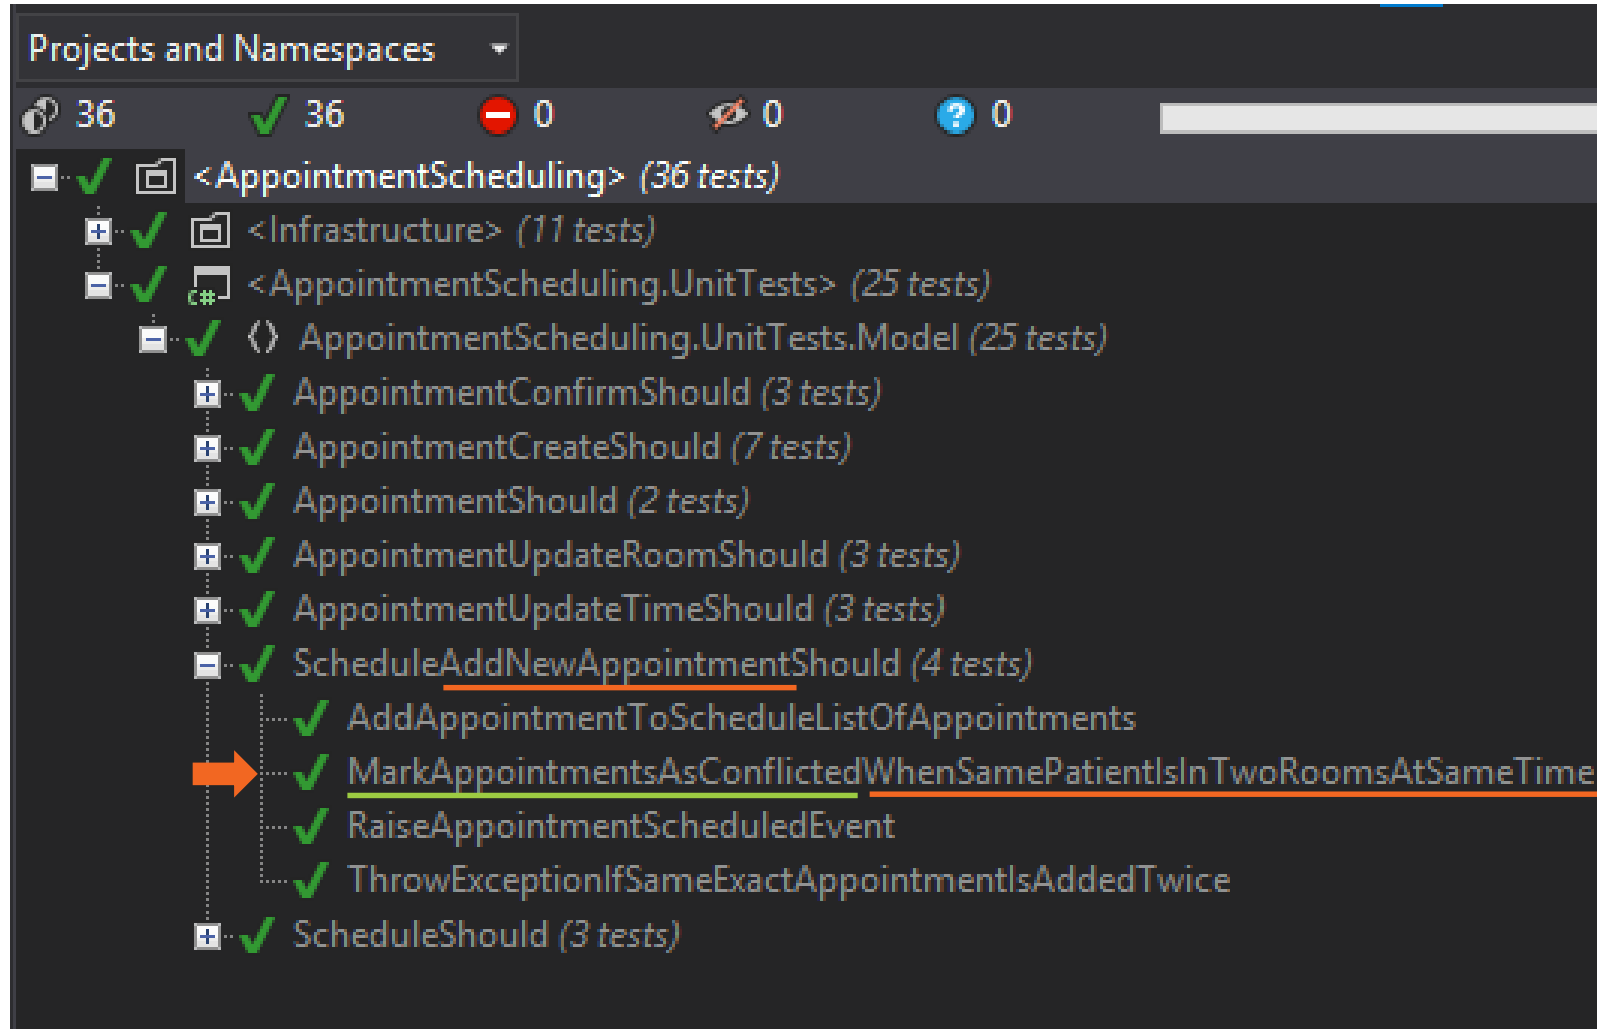 Projects and Namespaces
36 36 0 0 ? 0
<AppointmentScheduling> (36 tests)
<Infrastructure> (11 tests)
C# <AppointmentScheduling.UnitTests> (25 tests)
AppointmentScheduling.UnitTests.Model (25 tests)
AppointmentConfirmShould (3 tests)
AppointmentCreateShould (7 tests)
AppointmentShould (2 tests)
AppointmentUpdateRoomShould (3 tests)
AppointmentUpdateTimeShould (3 tests)
ScheduleAddNewAppointmentShould (4 tests)
AddAppointmentToScheduleListOfAppointments
MarkAppointmentsAsConflictedWhenSamePatientIsInTwoRoomsAtSameTime
RaiseAppointmentScheduledEvent
ThrowExceptionIfSameExactAppointmentIsAddedTwice
ScheduleShould (3 tests)